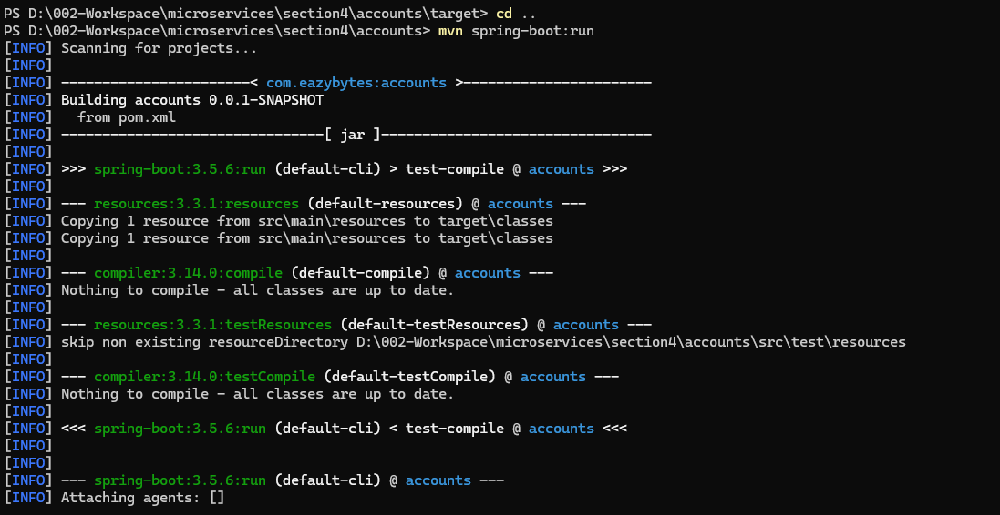 PS D:\002-Workspace\microservices\section4\accounts\target> cd ..
PS D:\002-Workspace\microservices\section4\accounts> mvn spring-boot:run
[INFO] Scanning for projects...
[INFO]
[INFO] -----------------------< com.eazybytes:accounts >-----------------------
[INFO] Building accounts 0.0.1-SNAPSHOT
[INFO]   from pom.xml
[INFO] --------------------------------[ jar ]---------------------------------
[INFO]
[INFO] >>> spring-boot:3.5.6:run (default-cli) > test-compile @ accounts >>>
[INFO]
[INFO] --- resources:3.3.1:resources (default-resources) @ accounts ---
[INFO] Copying 1 resource from src\main\resources to target\classes
[INFO] Copying 1 resource from src\main\resources to target\classes
[INFO]
[INFO] --- compiler:3.14.0:compile (default-compile) @ accounts ---
[INFO] Nothing to compile - all classes are up to date.
[INFO]
[INFO] --- resources:3.3.1:testResources (default-testResources) @ accounts ---
[INFO] skip non existing resourceDirectory D:\002-Workspace\microservices\section4\accounts\src\test\resources
[INFO]
[INFO] --- compiler:3.14.0:testCompile (default-testCompile) @ accounts ---
[INFO] Nothing to compile - all classes are up to date.
[INFO]
[INFO] <<< spring-boot:3.5.6:run (default-cli) < test-compile @ accounts <<<
[INFO]
[INFO]
[INFO] --- spring-boot:3.5.6:run (default-cli) @ accounts ---
[INFO] Attaching agents: []